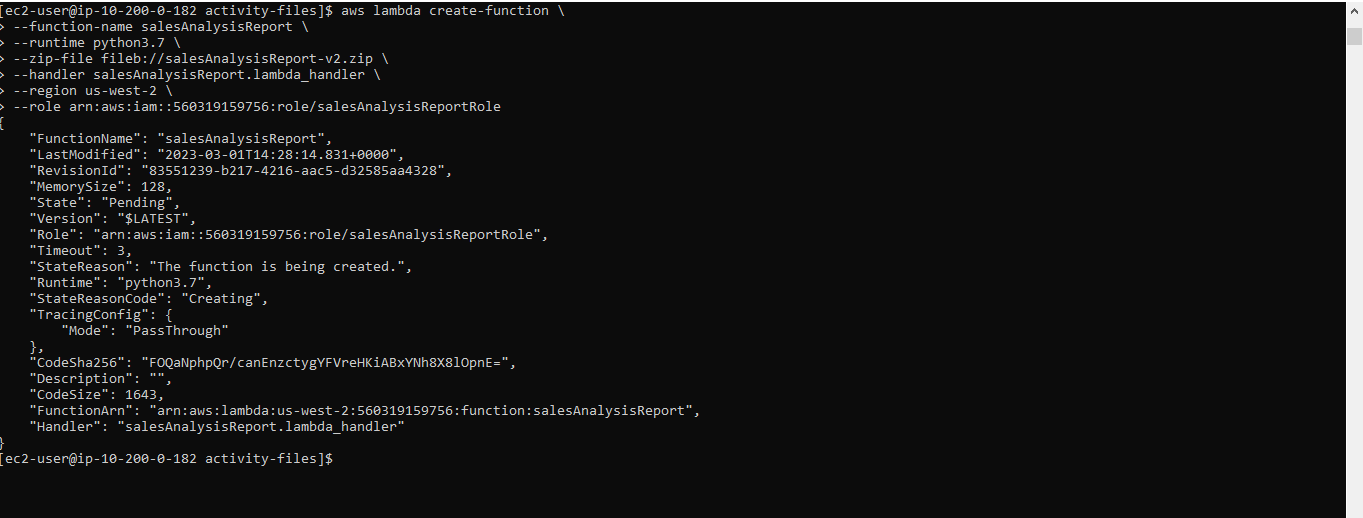 [ec2-user@ip-10-200-0-182 activity-files]$ aws lambda create-function \
> --function-name salesAnalysisReport \
> --runtime python3.7 \
> --zip-file fileb://salesAnalysisReport-v2.zip \
> --handler salesAnalysisReport.lambda_handler \
> --region us-west-2 \
> --role arn:aws:iam::560319159756:role/salesAnalysisReportRole
{
    "FunctionName": "salesAnalysisReport",
    "LastModified": "2023-03-01T14:28:14.831+0000",
    "RevisionId": "83551239-b217-4216-aac5-d32585aa4328",
    "MemorySize": 128,
    "State": "Pending",
    "Version": "$LATEST",
    "Role": "arn:aws:iam::560319159756:role/salesAnalysisReportRole",
    "Timeout": 3,
    "StateReason": "The function is being created.",
    "Runtime": "python3.7",
    "StateReasonCode": "Creating",
    "TracingConfig": {
        "Mode": "PassThrough"
    },
    "CodeSha256": "FOQaNphpQr/canEnzctygYFVreHKiABxYNh8X8lOpnE=",
    "Description": "",
    "CodeSize": 1643,
    "FunctionArn": "arn:aws:lambda:us-west-2:560319159756:function:salesAnalysisReport",
    "Handler": "salesAnalysisReport.lambda_handler"
}
[ec2-user@ip-10-200-0-182 activity-files]$